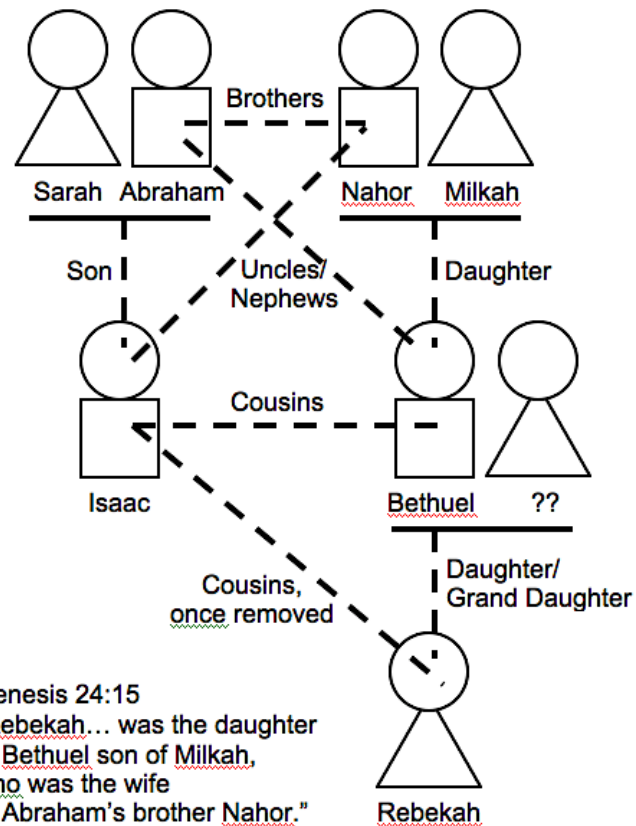 Brothers
Sarah Abraham Nahor Milkah
Son Uncles/ Daughter
Nephews
Cousins
Isaac Bethuel ??
Cousins, Daughter/
once removed Grand Daughter
enesis 24:15
ebekah… was the daughter
Bethuel son of Milkah,
no was the wife
Abraham's brother Nahor.”
Rebekah